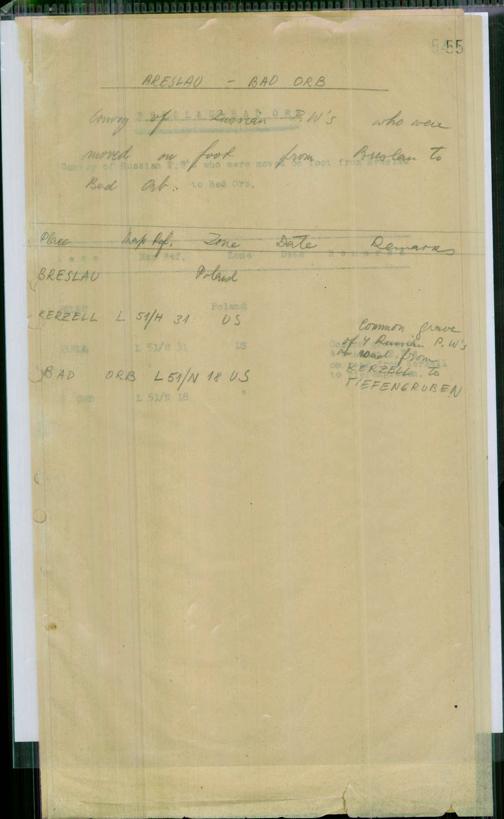 55
BRESLAU - BAD ORB
Convoy of Russian P.W's who were
moved on foot from Breslau to
Bad Orb.
Place Map Ref. Zone Date Remarks
BRESLAU Poland
KERZELL L 51/H 31 US Common grave
of 4 Russian P.W's
on road from
KERZELL to
TIEFENGRUBEN
BAD ORB L51/N 18 US